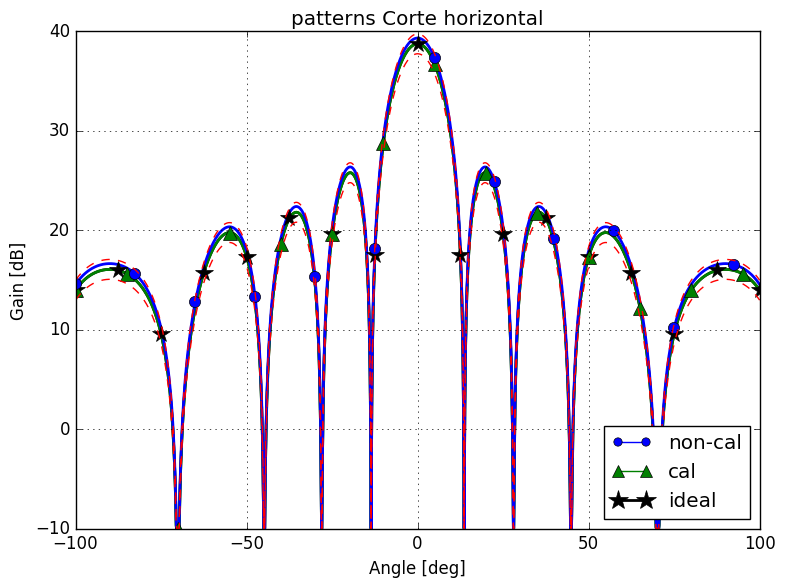 patterns Corte horizontal
40
30
20
10
0
−10
Gain [dB]
−100
−50
0
50
100
Angle [deg]
non-cal
cal
ideal